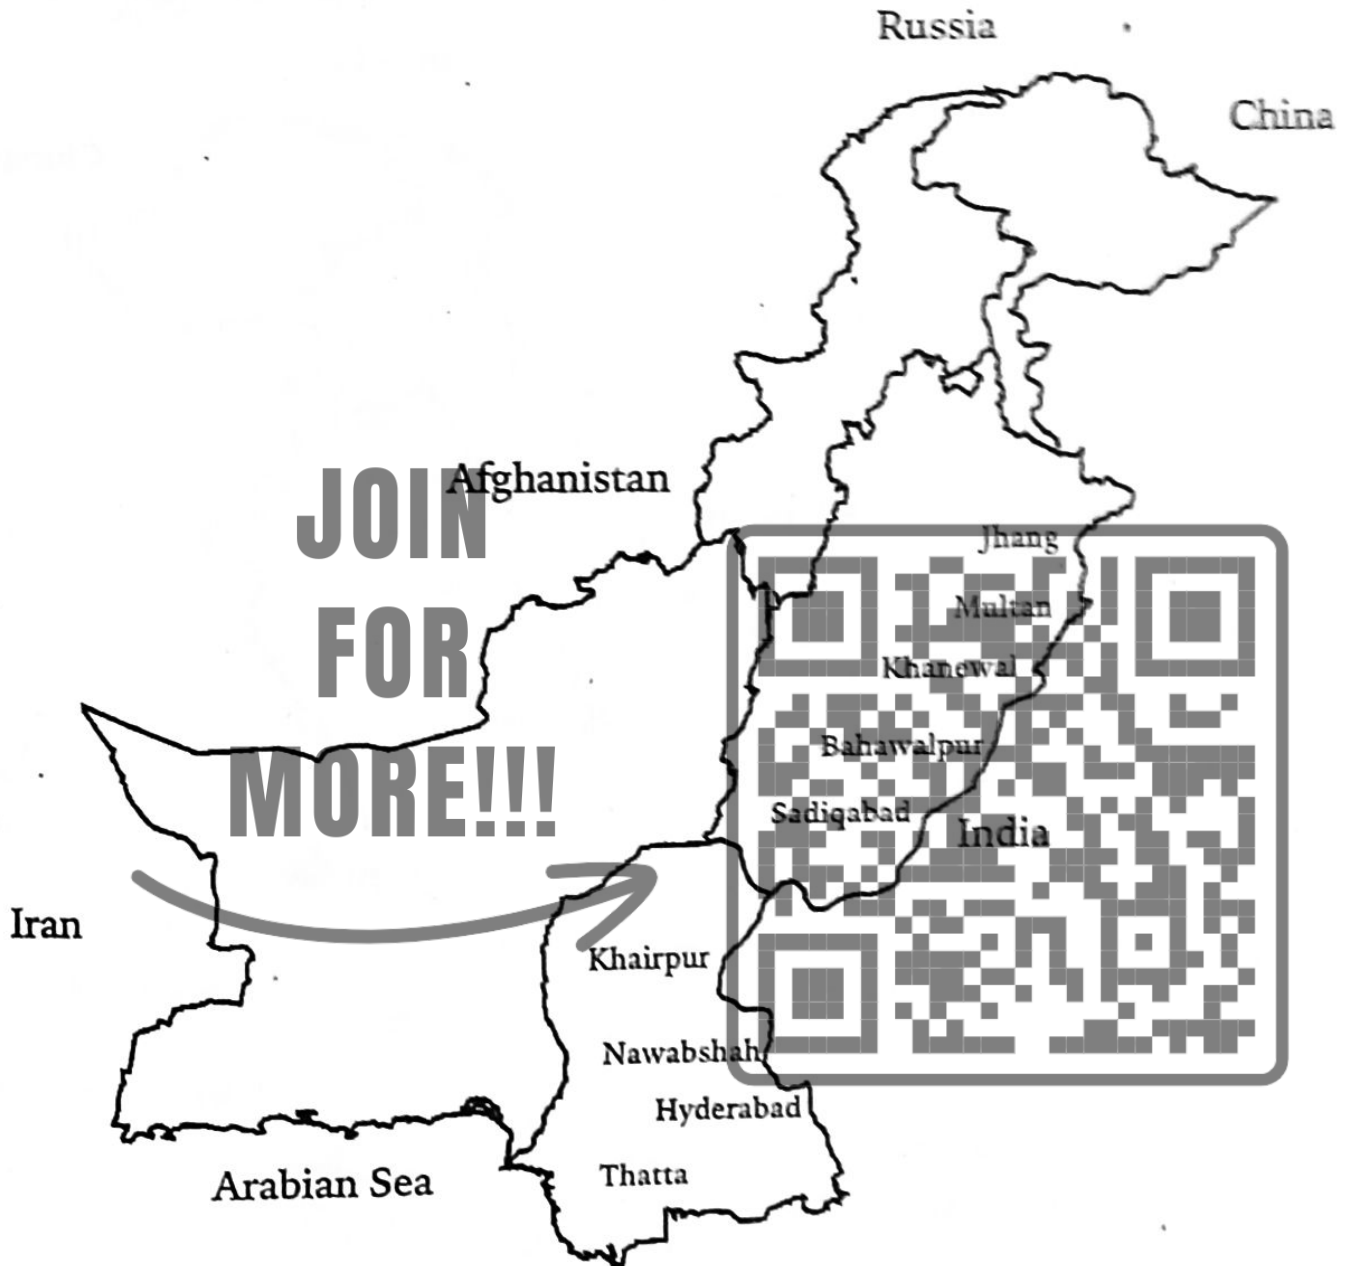 Russia
China
JOIN
Afghanistan
FOR
MORE!!!
Jhang
Multan
Khanewal
Bahawalpur
Sadiqabad
India
Iran
Khairpur
Nawabshah
Hyderabad
Thatta
Arabian Sea